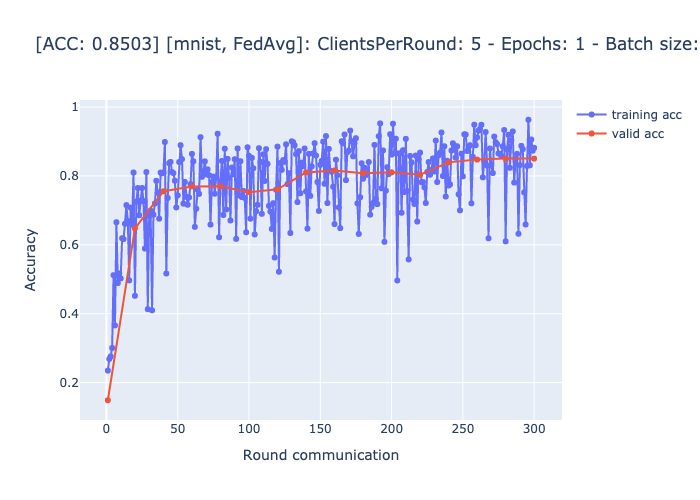 [ACC: 0.8503] [mnist, FedAvg]: ClientsPerRound: 5 - Epochs: 1 - Batch size:
training acc
valid acc
1
0.8
0.6
0.4
0.2
Accuracy
0 50 100 150 200 250 300
Round communication